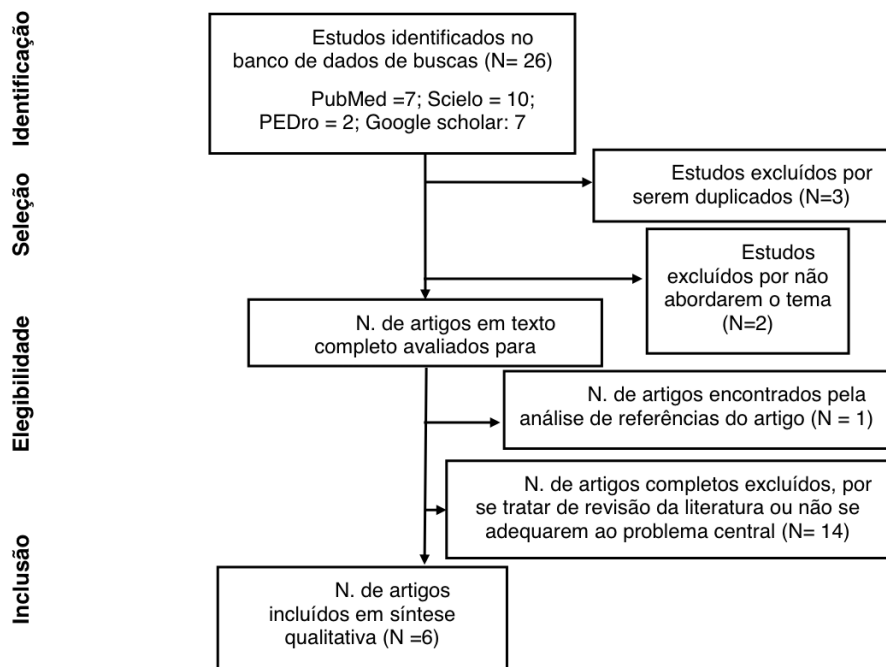 Identificação
Estudos identificados no
banco de dados de buscas (N= 26)
PubMed =7; Scielo = 10;
PEDro = 2; Google scholar: 7
Seleção
Estudos excluídos por
serem duplicados (N=3)
Estudos
excluídos por não
abordarem o tema
(N=2)
Elegibilidade
N. de artigos em texto
completo avaliados para
N. de artigos encontrados pela
análise de referências do artigo (N = 1)
N. de artigos completos excluídos, por
se tratar de revisão da literatura ou não se
adequarem ao problema central (N= 14)
Inclusão
N. de artigos
incluídos em síntese
qualitativa (N =6)